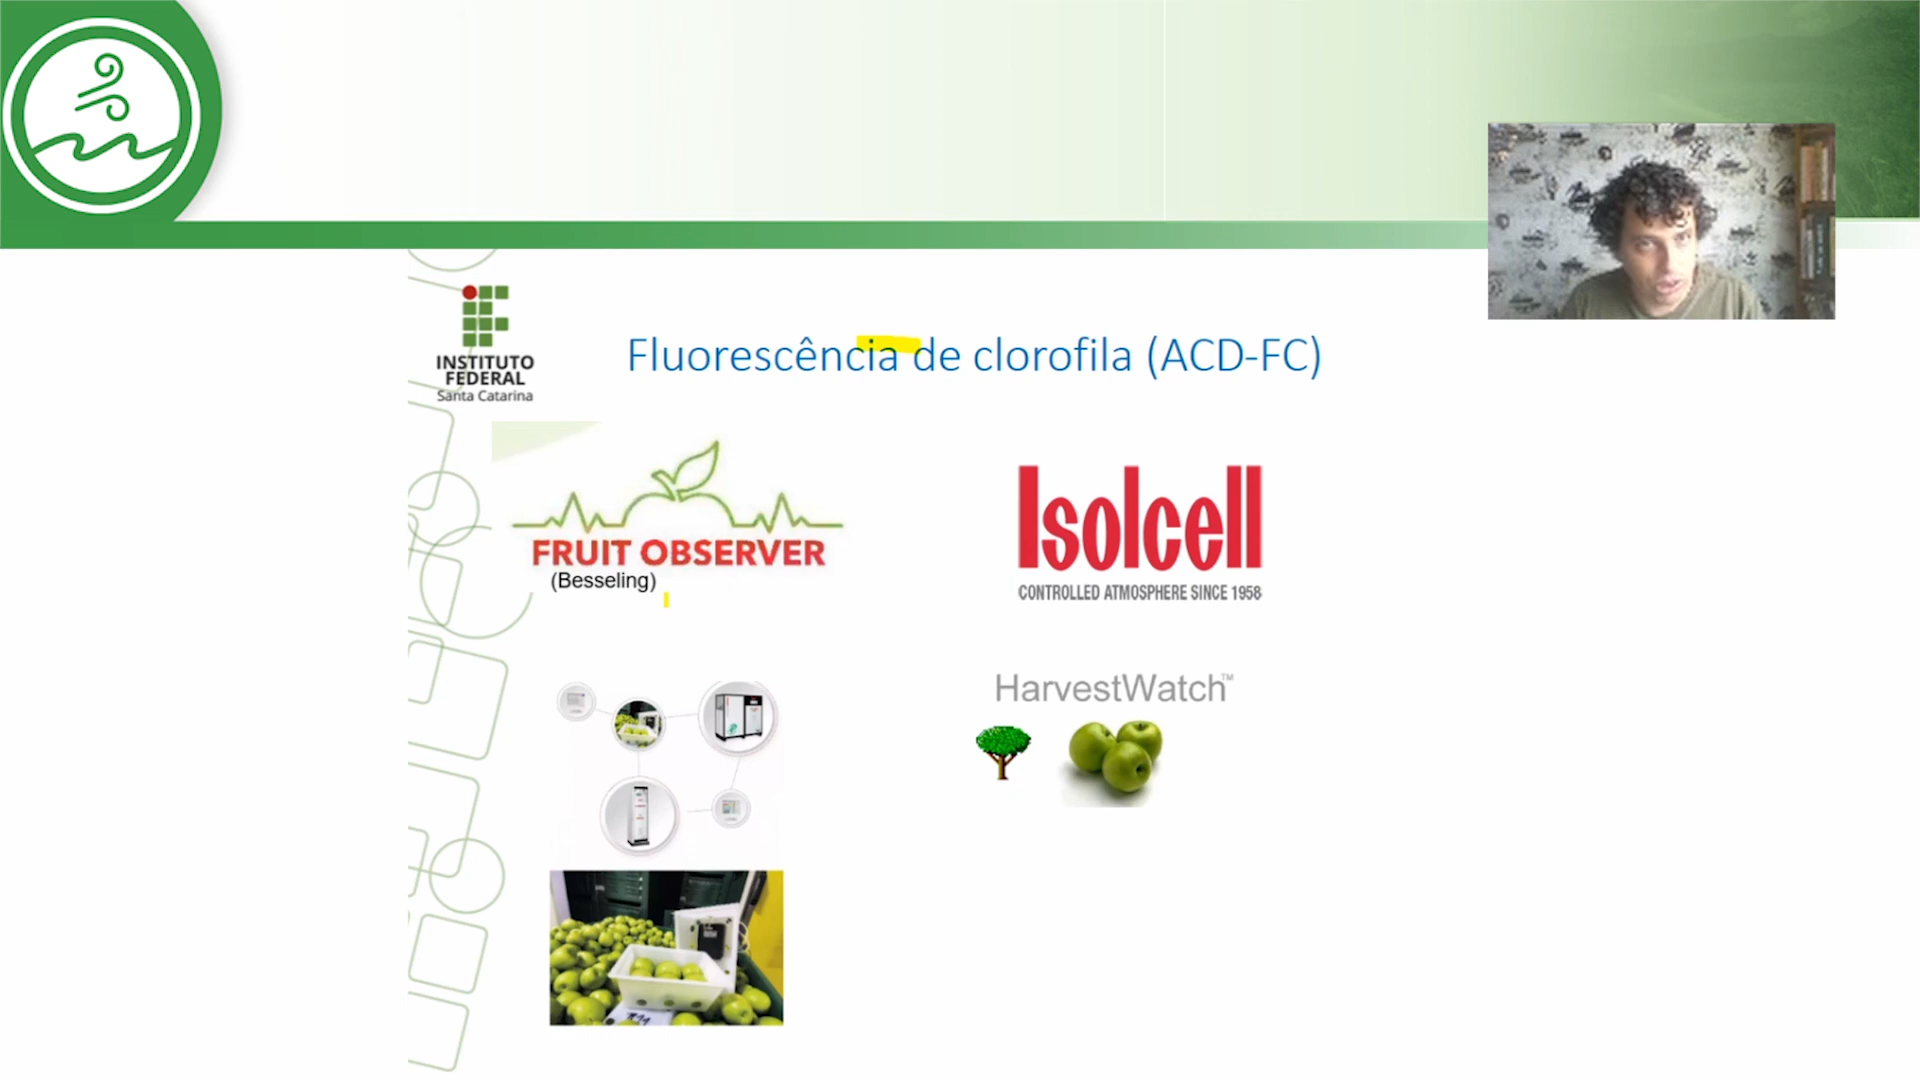 INSTITUTO
FEDERAL
Santa Catarina
Fluorescência de clorofila (ACD-FC)
FRUIT OBSERVER
(Besseling)
Isolcell
CONTROLLED ATMOSPHERE SINCE 1958
HarvestWatch™